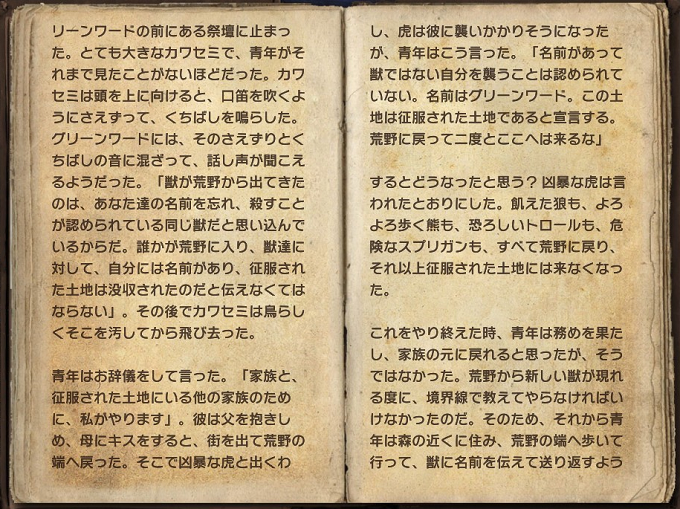 リーンワードの前にある祭壇に止まっ
た。とても大きなカワセミで、青年がそ
れまで見たことがないほどだった。カワ
セミは頭を上に向けると、口笛を吹くよ
うにさえずって、くちばしを鳴らした。
グリーンワードには、そのさえずりとく
ちばしの音に混ざって、話し声が聞こえ
るようだった。「獣が荒野から出てきた
のは、あなた達の名前を忘れ、殺すこと
が認められている同じ獣だと思い込んで
いるからだ。誰かが荒野に入り、獣達に
対して、自分には名前があり、征服され
た土地は没収されたのだと伝えなくては
ならない」。その後でカワセミは鳥らし
くそこを汚してから飛び去った。
青年はお辞儀をして言った。「家族と、
征服された土地にいる他の家族のため
に、私がやります」。彼は父を抱きし
め、母にキスをすると、街を出て荒野の
端へ戻った。そこで凶暴な虎と出くわ
し、虎は彼に襲いかかりそうになった
が、青年はこう言った。「名前があって
獣ではない自分を襲うことは認められて
いない。名前はグリーンワード。この土
地は征服された土地であると宣言する。
荒野に戻って二度とここへは来るな」
するとどうなったと思う？凶暴な虎は言
われたとおりにした。飢えた狼も、よろ
よろ歩く熊も、恐ろしいトロールも、危
険なスプリガンも、すべて荒野に戻り、
それ以上征服された土地には来なくなっ
た。
これをやり終えた時、青年は務めを果た
し、家族の元に戻れると思ったが、そう
ではなかった。荒野から新しい獣が現れ
る度に、境界線で教えてやらなければい
けなかったのだ。そのため、それから青
年は森の近くに住み、荒野の端へ歩いて
行って、獣に名前を伝えて送り返すよう